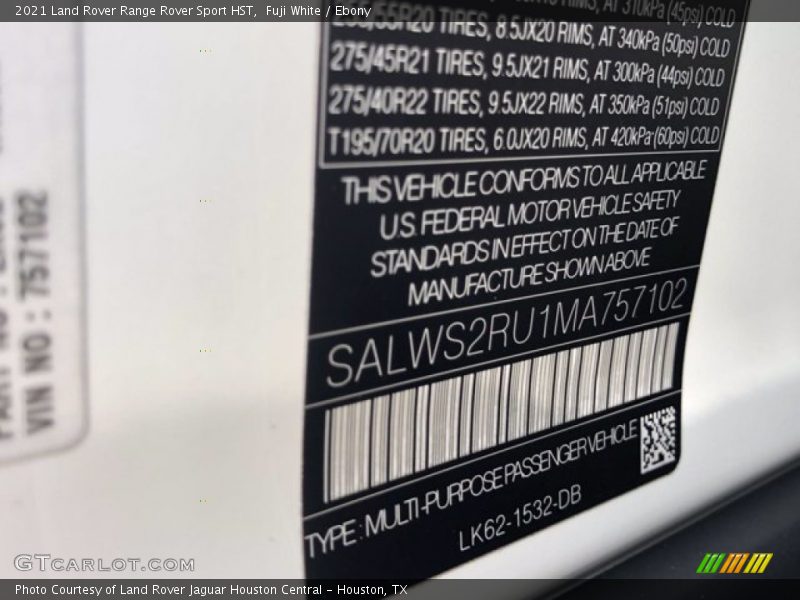 2021 Land Rover Range Rover Sport HST, Fuji White / Ebony
AT 310kPa (45psi) COLD
TIRES, 8.5JX20 RIMS, AT 340kPa (50psi) COLD
275/45R21 TIRES, 9.5JX21 RIMS, AT 300kPa (44psi) COLD
275/40R22 TIRES, 9.5JX22 RIMS, AT 350kPa (51psi) COLD
T195/70R20 TIRES, 6.0JX20 RIMS, AT 420kPa (60psi) COLD
THIS VEHICLE CONFORMS TO ALL APPLICABLE
U.S. FEDERAL MOTOR VEHICLE SAFETY
STANDARDS IN EFFECT ON THE DATE OF
MANUFACTURE SHOWN ABOVE
SALWS2RU1MA757102
TYPE: MULTI-PURPOSE PASSENGER VEHICLE
LK62-1532-DB
VIN NO : 757102
GTCARLOT.COM
Photo Courtesy of Land Rover Jaguar Houston Central - Houston, TX